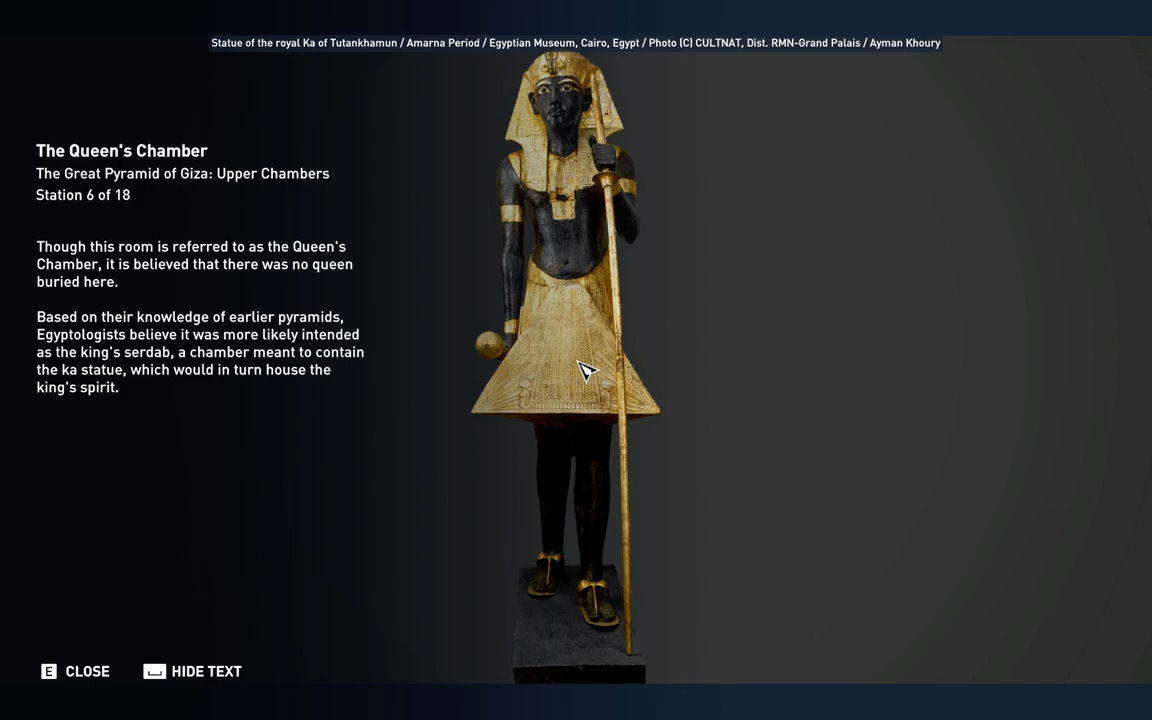 Statue of the royal Ka of Tutankhamun / Amarna Period / Egyptian Museum, Cairo, Egypt / Photo (C) CULTNAT, Dist. RMN-Grand Palais / Ayman Khoury
The Queen's Chamber
The Great Pyramid of Giza: Upper Chambers
Station 6 of 18
Though this room is referred to as the Queen's
Chamber, it is believed that there was no queen
buried here.
Based on their knowledge of earlier pyramids,
Egyptologists believe it was more likely intended
as the king's serdab, a chamber meant to contain
the ka statue, which would in turn house the
king's spirit.
E CLOSE
HIDE TEXT